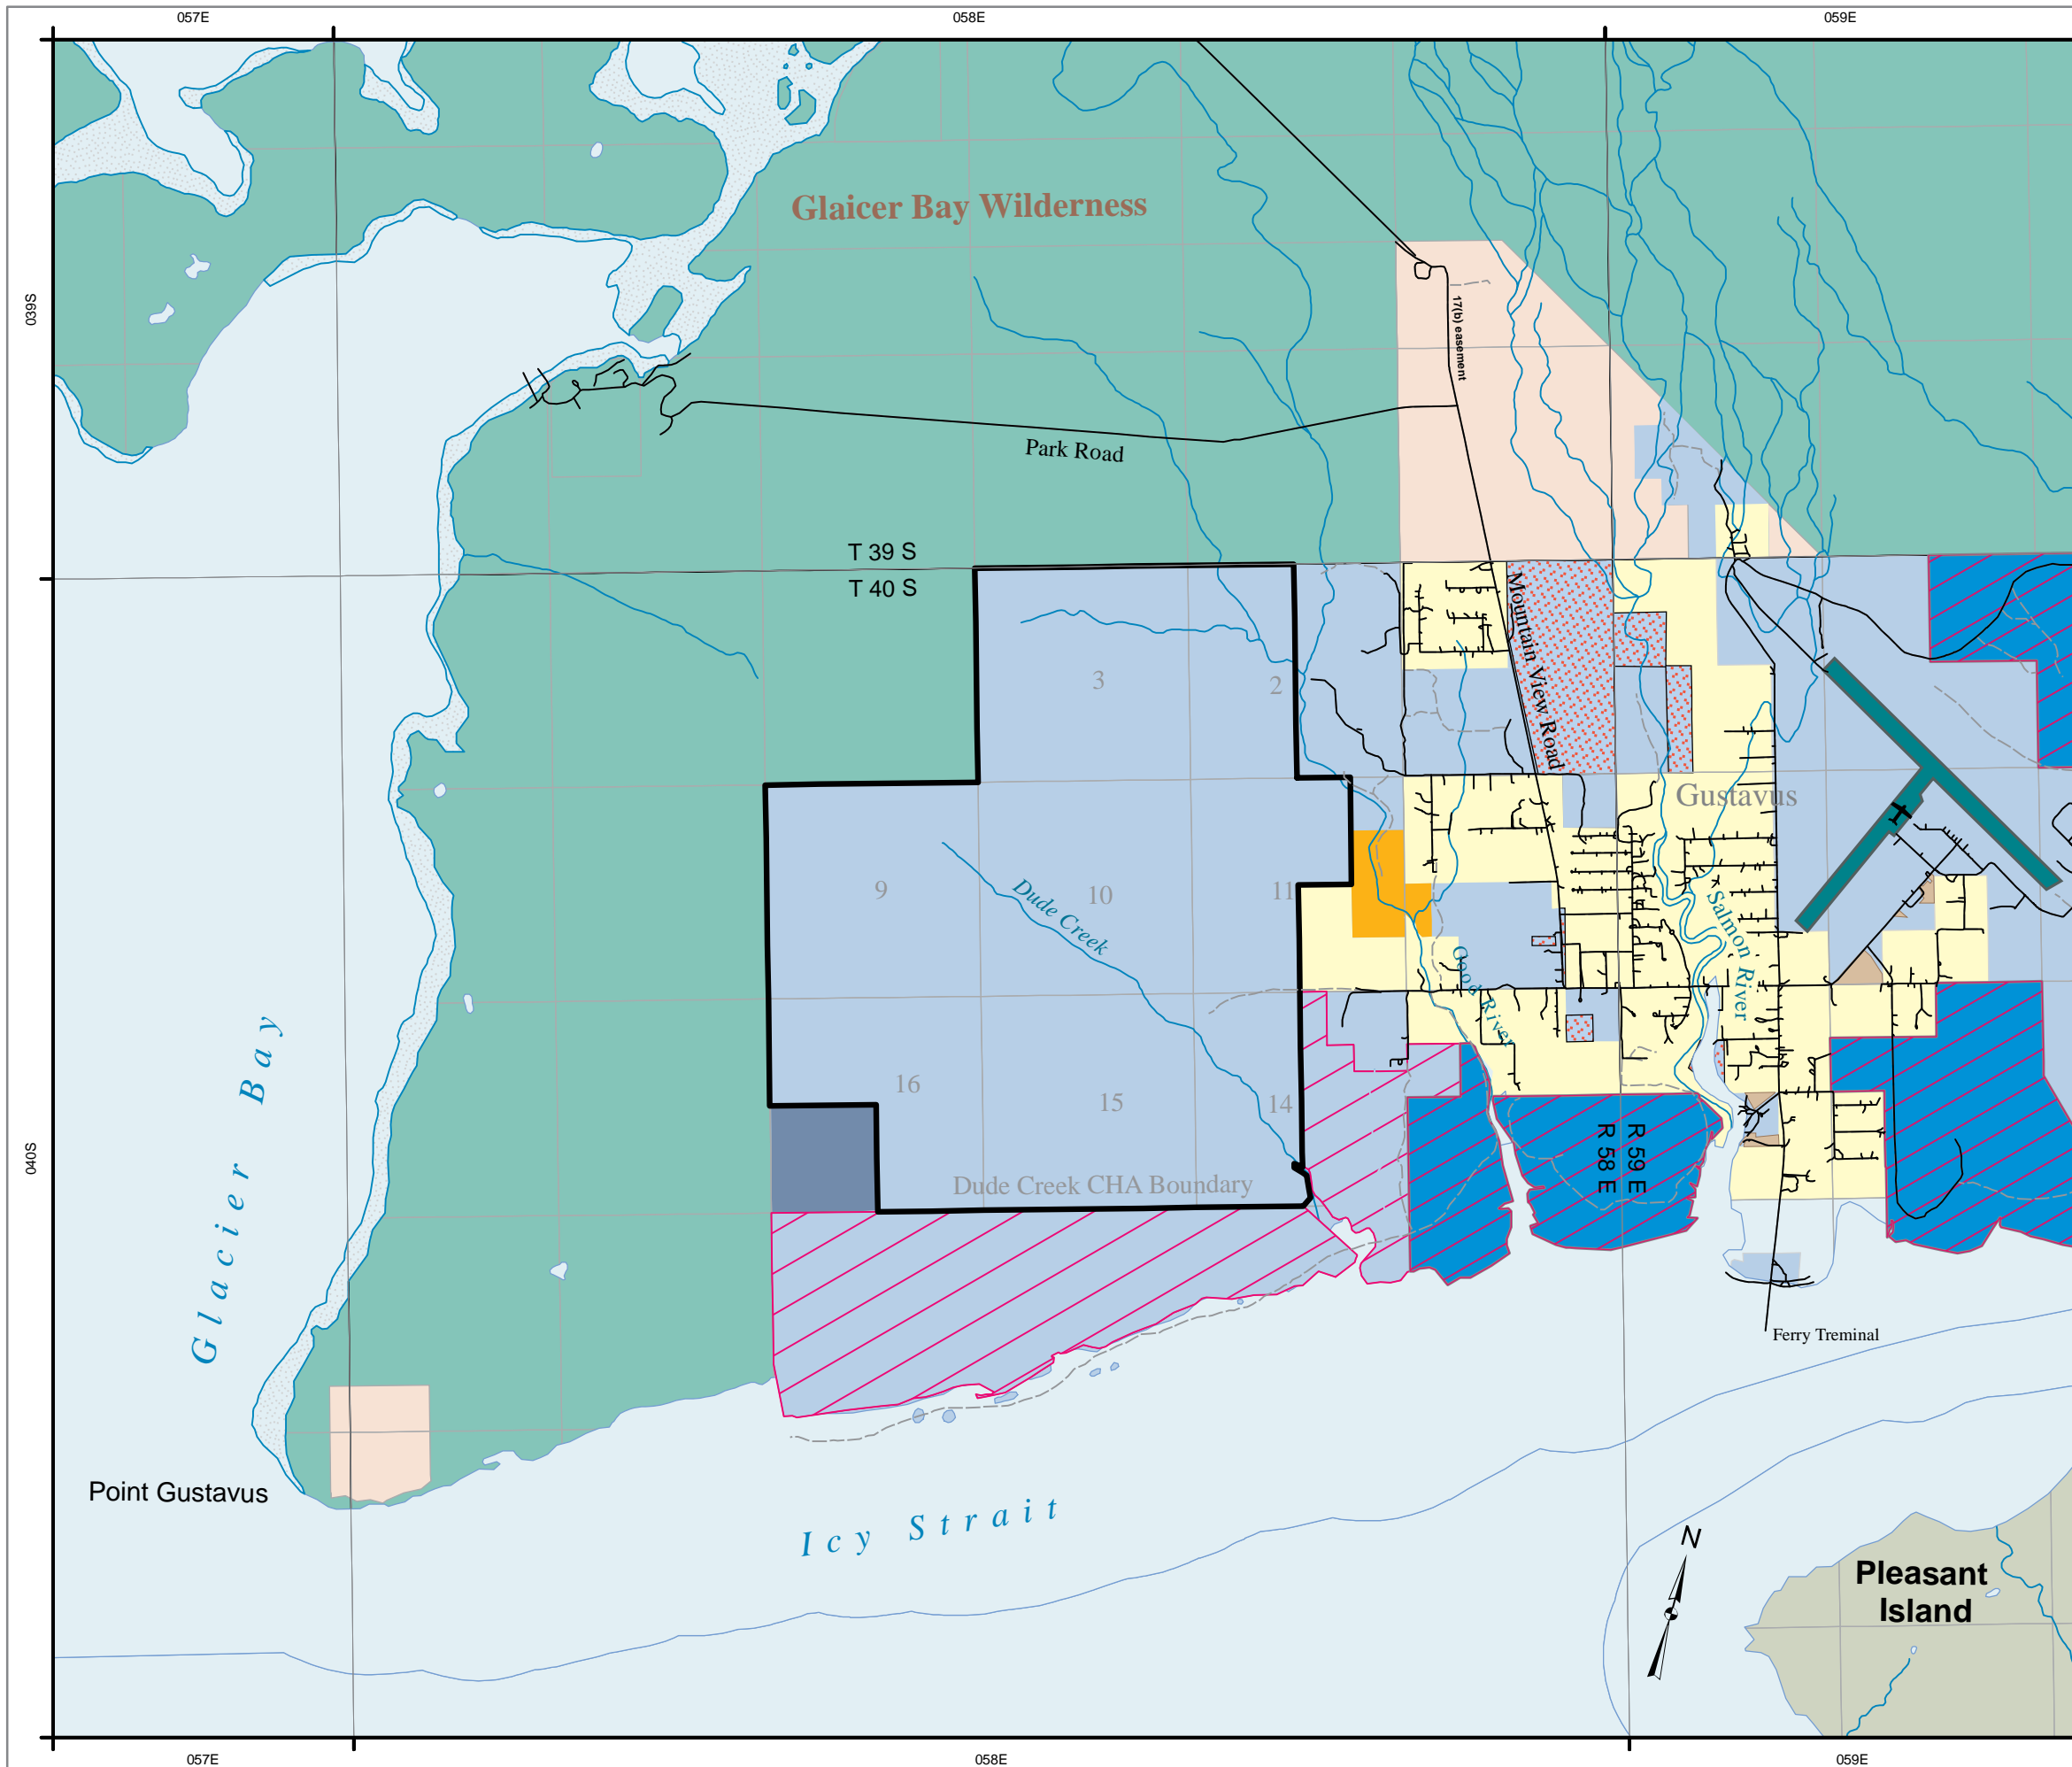 057E
058E
059E
039S
Glaicer Bay Wilderness
17(b) easement
Park Road
T 39 S
T 40 S
Mountain View Road
3
2
Gustavus
9
10
11
Dude Creek
Salmon River
Good River
16
15
14
040S
R 59 E
R 58 E
Dude Creek CHA Boundary
Glacier Bay
Ferry Treminal
Point Gustavus
Icy Strait
N
Pleasant
Island
057E
058E
059E